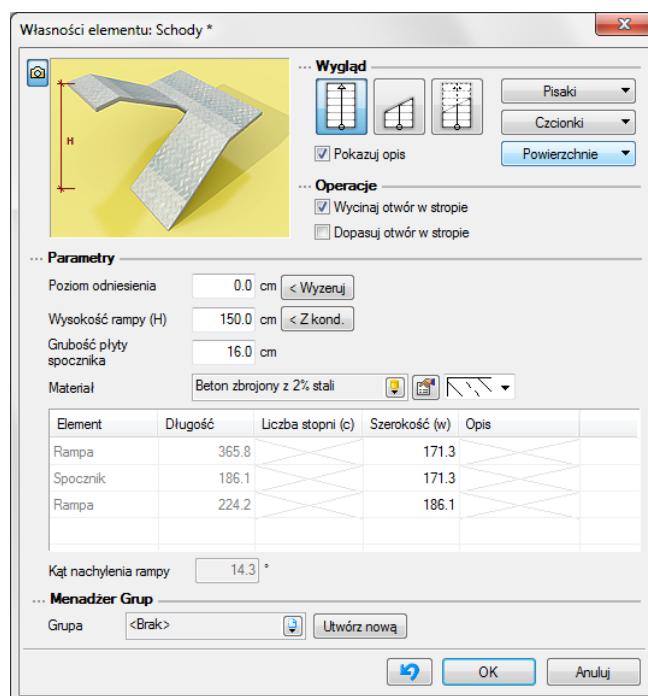 Własności elementu: Schody *
Wygląd
Pisaki
Czcionki
Pokazuj opis
Powierzchnie
H
Operacje
Wycinaj otwór w stropie
Dopasuj otwór w stropie
Parametry
Poziom odniesienia 0.0 cm < Wyzeruj
Wysokość rampy (H) 150.0 cm < Z kond.
Grubość płyty
spocznika 16.0 cm
Materiał Beton zbrojony z 2% stali
Element Długość Liczba stopni (c) Szerokość (w) Opis
Rampa 365.8 171.3
Spocznik 186.1 171.3
Rampa 224.2 186.1
Kąt nachylenia rampy 14.3 °
Menadżer Grup
Grupa <Brak> Utwórz nową
OK Anuluj